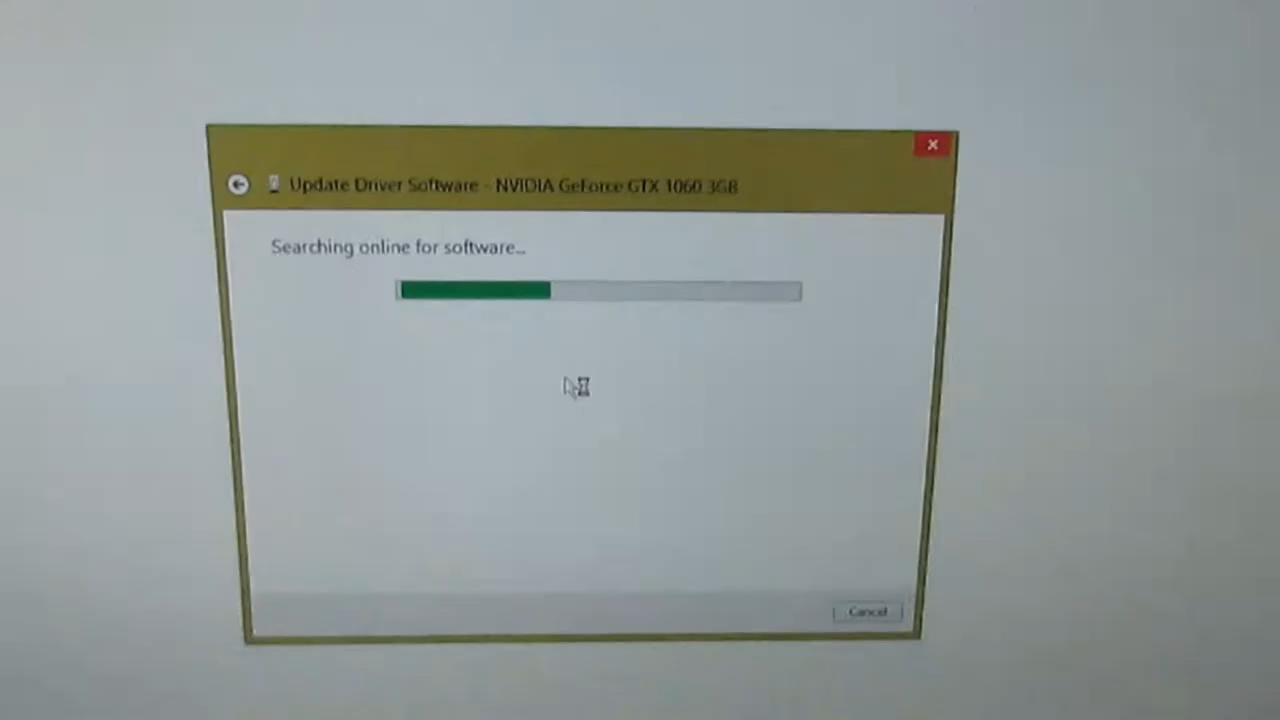 Update Driver Software - NVIDIA GeForce GTX 1060 3GB
Searching online for software...
Cancel